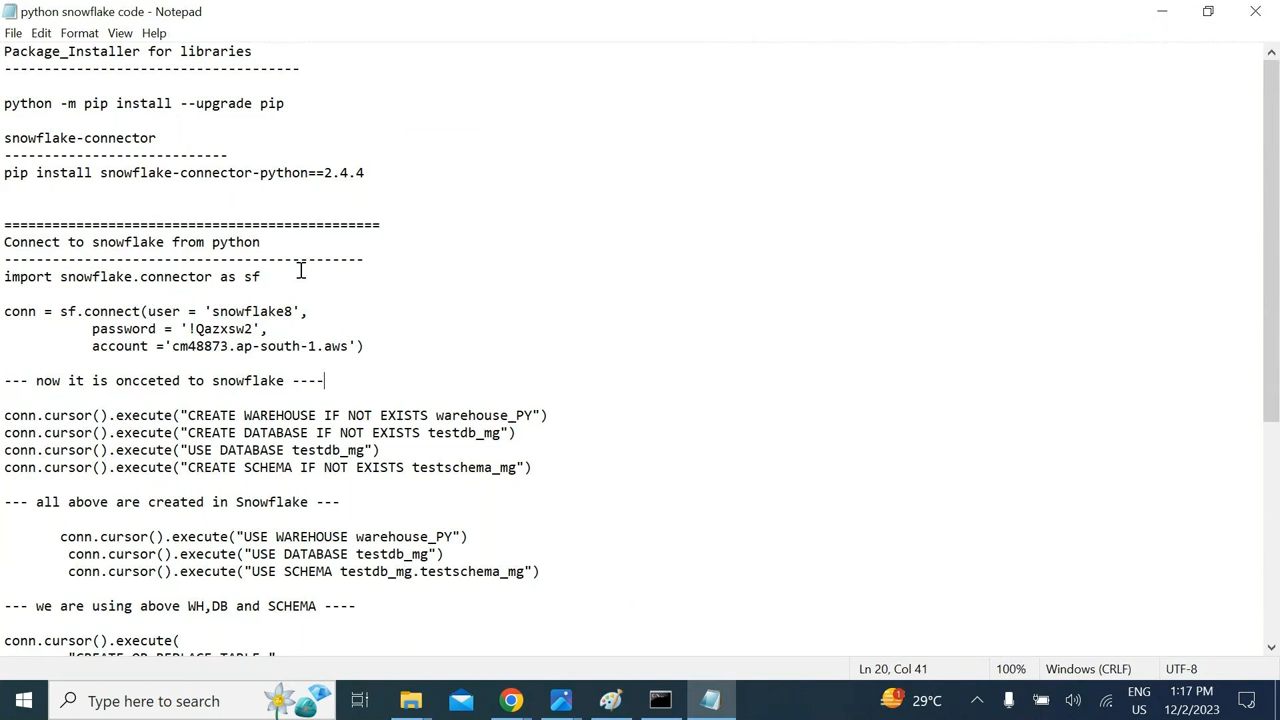 python snowflake code - Notepad
File Edit Format View Help
Package_Installer for libraries
-------------------------------------
python -m pip install --upgrade pip
snowflake-connector
----------------------------
pip install snowflake-connector-python==2.4.4
===============================================
Connect to snowflake from python
---------------------------------------------
import snowflake.connector as sf
conn = sf.connect(user = 'snowflake8',
password = '!Qazxsw2',
account ='cm48873.ap-south-1.aws')
--- now it is oncceted to snowflake ----
conn.cursor().execute("CREATE WAREHOUSE IF NOT EXISTS warehouse_PY")
conn.cursor().execute("CREATE DATABASE IF NOT EXISTS testdb_mg")
conn.cursor().execute("USE DATABASE testdb_mg")
conn.cursor().execute("CREATE SCHEMA IF NOT EXISTS testschema_mg")
--- all above are created in Snowflake ---
conn.cursor().execute("USE WAREHOUSE warehouse_PY")
conn.cursor().execute("USE DATABASE testdb_mg")
conn.cursor().execute("USE SCHEMA testdb_mg.testschema_mg")
--- we are using above WH,DB and SCHEMA ----
conn.cursor().execute(
"CREATE OR REPLACE TABLE "
Ln 20, Col 41 100% Windows (CRLF) UTF-8
Type here to search
1 29°C ENG US 1:17 PM 12/2/2023